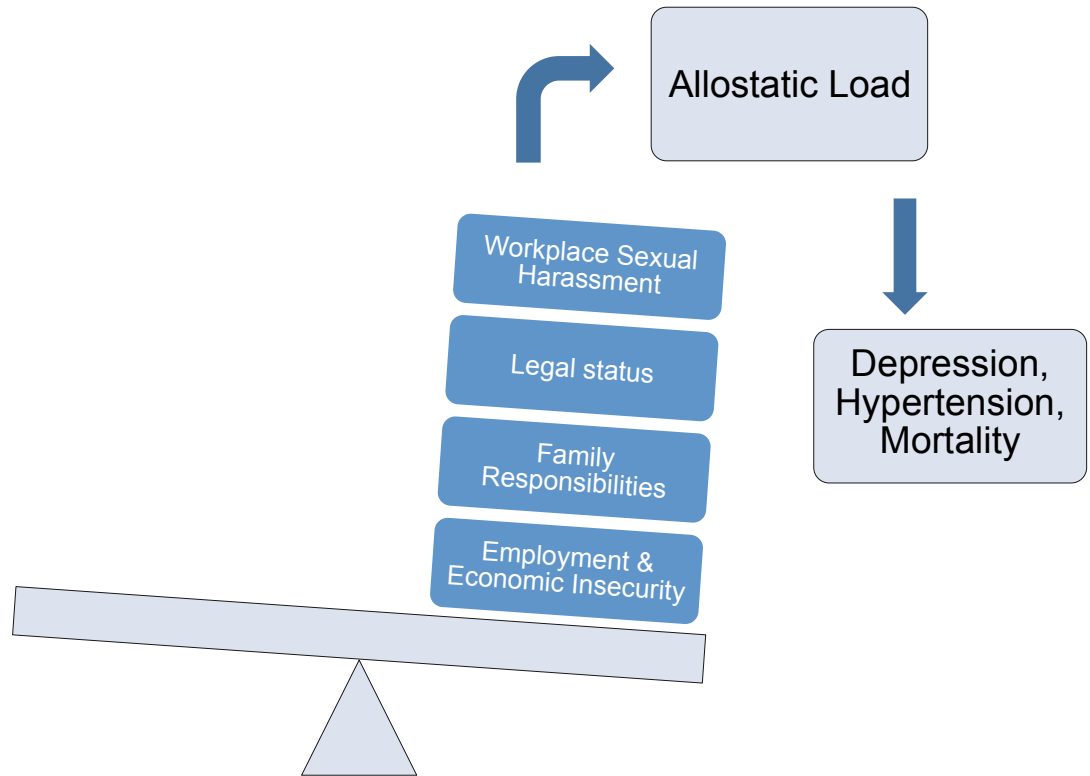 Allostatic Load
Workplace Sexual
Harassment
Legal status
Family
Responsibilities
Employment &
Economic Insecurity
Depression,
Hypertension,
Mortality